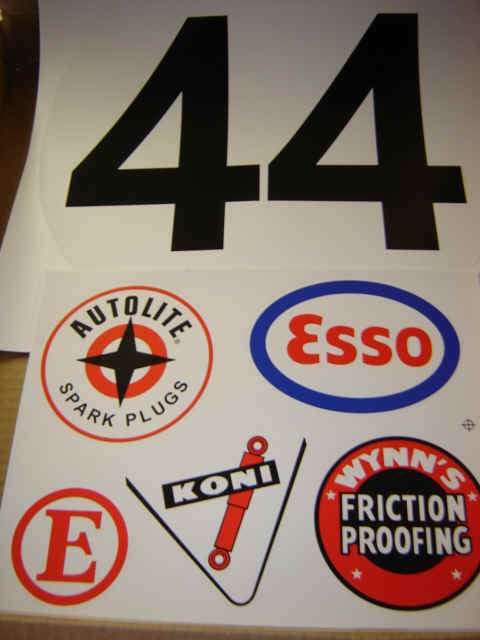 44
AUTOLITE®
SPARK PLUGS
Esso
KONI
E
WYNN'S
FRICTION
PROOFING